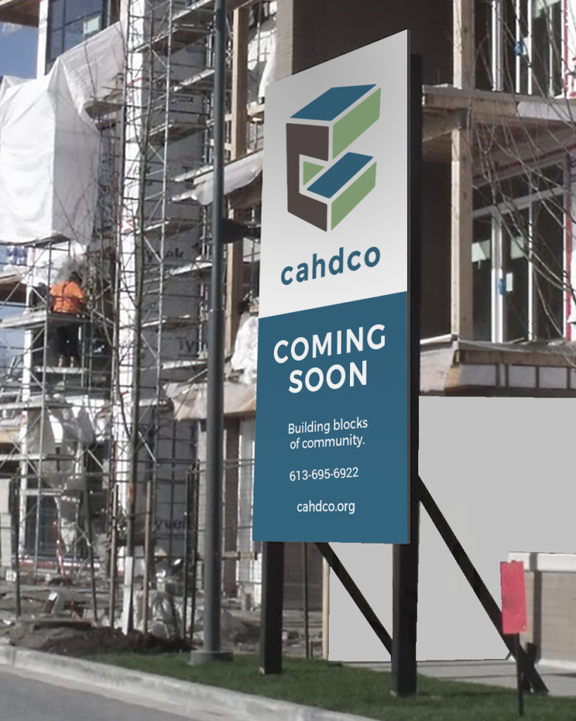 cahdco
COMING
SOON
Building blocks
of community.
613-695-6922
cahdco.org